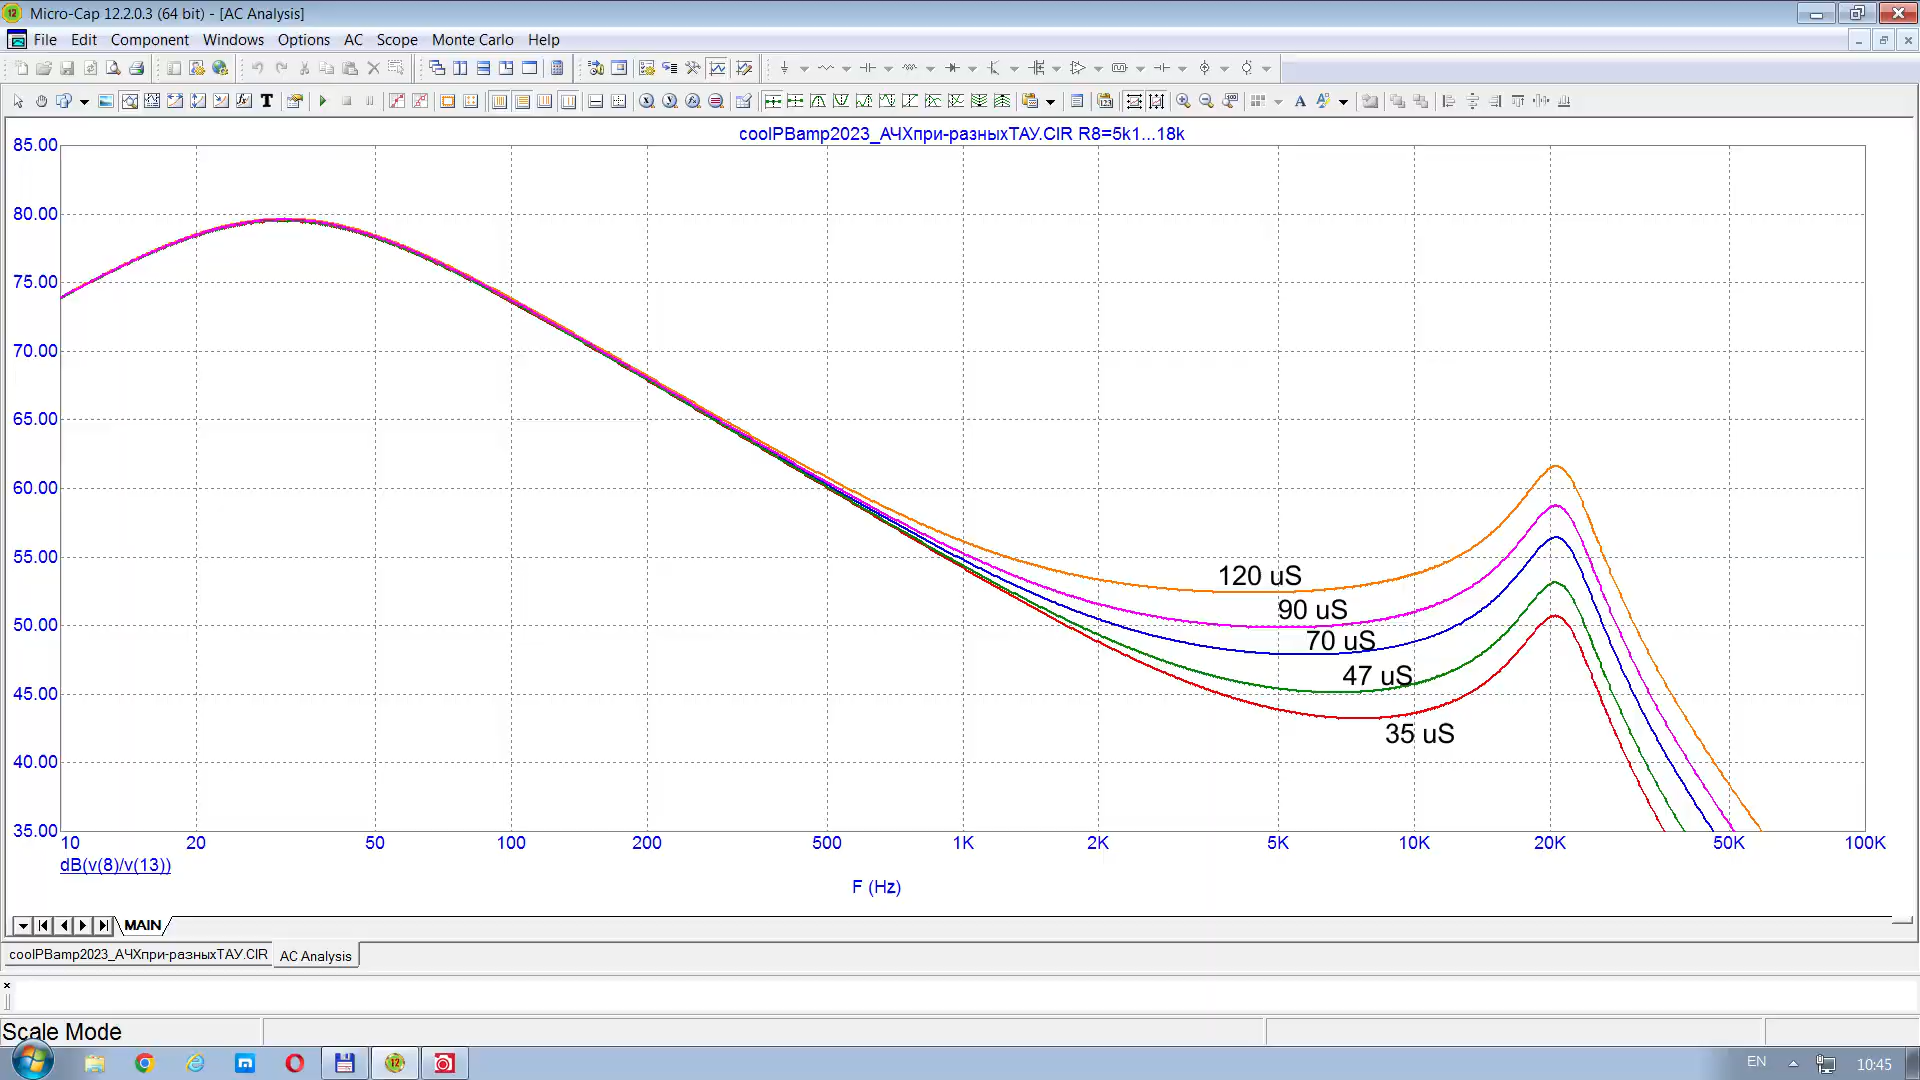 Micro-Cap 12.2.0.3 (64 bit) - [AC Analysis]
File Edit Component Windows Options AC Scope Monte Carlo Help
coolPBamp2023_АЧХпри-разныхТАУ.CIR R8=5k1...18k
85.00
80.00
75.00
70.00
65.00
60.00
55.00
50.00
45.00
40.00
35.00
120 uS
90 uS
70 uS
47 uS
35 uS
10 20 50 100 200 500 1K 2K 5K 10K 20K 50K 100K
dB(v(8)/v(13))
F (Hz)
MAIN
coolPBamp2023_АЧХпри-разныхТАУ.CIR AC Analysis
Scale Mode
EN 10:45